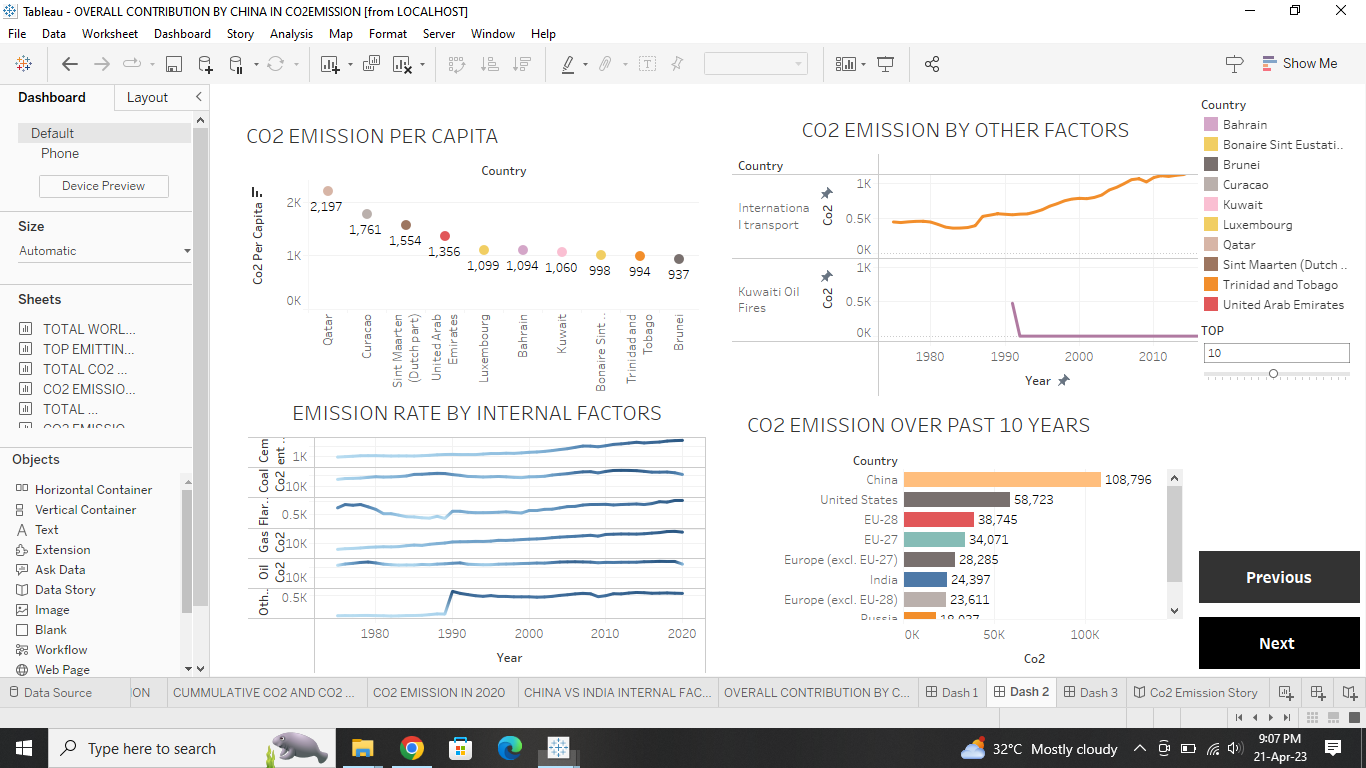 Tableau - OVERALL CONTRIBUTION BY CHINA IN CO2EMISSION [from LOCALHOST]
File Data Worksheet Dashboard Story Analysis Map Format Server Window Help
Show Me
Dashboard Layout
Default
Phone
Device Preview
Size
Automatic
Sheets
TOTAL WORL...
TOP EMITTIN...
TOTAL CO2 ...
CO2 EMISSIO...
TOTAL ...
CO2 EMISSIO
Objects
Horizontal Container
Vertical Container
Text
Extension
Ask Data
Data Story
Image
Blank
Workflow
Web Page
CO2 EMISSION PER CAPITA
Country
Co2 Per Capita
2K
1K
0K
2,197
1,761
1,554
1,356
1,099
1,094
1,060
998
994
937
Qatar
Curacao
Sint Maarten
(Dutch part)
United Arab
Emirates
Luxembourg
Bahrain
Kuwait
Bonaire Sint ..
Trinidad and
Tobago
Brunei
CO2 EMISSION BY OTHER FACTORS
Country
Internationa
l transport
Co2
1K
0.5K
0K
Kuwaiti Oil
Fires
Co2
1K
0.5K
0K
1980 1990 2000 2010
Year
Country
Bahrain
Bonaire Sint Eustati..
Brunei
Curacao
Kuwait
Luxembourg
Qatar
Sint Maarten (Dutch ..
Trinidad and Tobago
United Arab Emirates
TOP
10
EMISSION RATE BY INTERNAL FACTORS
Cem
ent ..
1K
Coal
Co2
10K
Flar..
0.5K
Gas
Co2
10K
Oil
Co2
10K
Oth..
0.5K
1980 1990 2000 2010 2020
Year
CO2 EMISSION OVER PAST 10 YEARS
Country
China 108,796
United States 58,723
EU-28 38,745
EU-27 34,071
Europe (excl. EU-27) 28,285
India 24,397
Europe (excl. EU-28) 23,611
Russia 18,037
0K 50K 100K
Co2
Previous
Next
Data Source ION CUMMULATIVE CO2 AND CO2 ... CO2 EMISSION IN 2020 CHINA VS INDIA INTERNAL FAC... OVERALL CONTRIBUTION BY C... Dash 1 Dash 2 Dash 3 Co2 Emission Story
Type here to search
32°C Mostly cloudy
9:07 PM
21-Apr-23